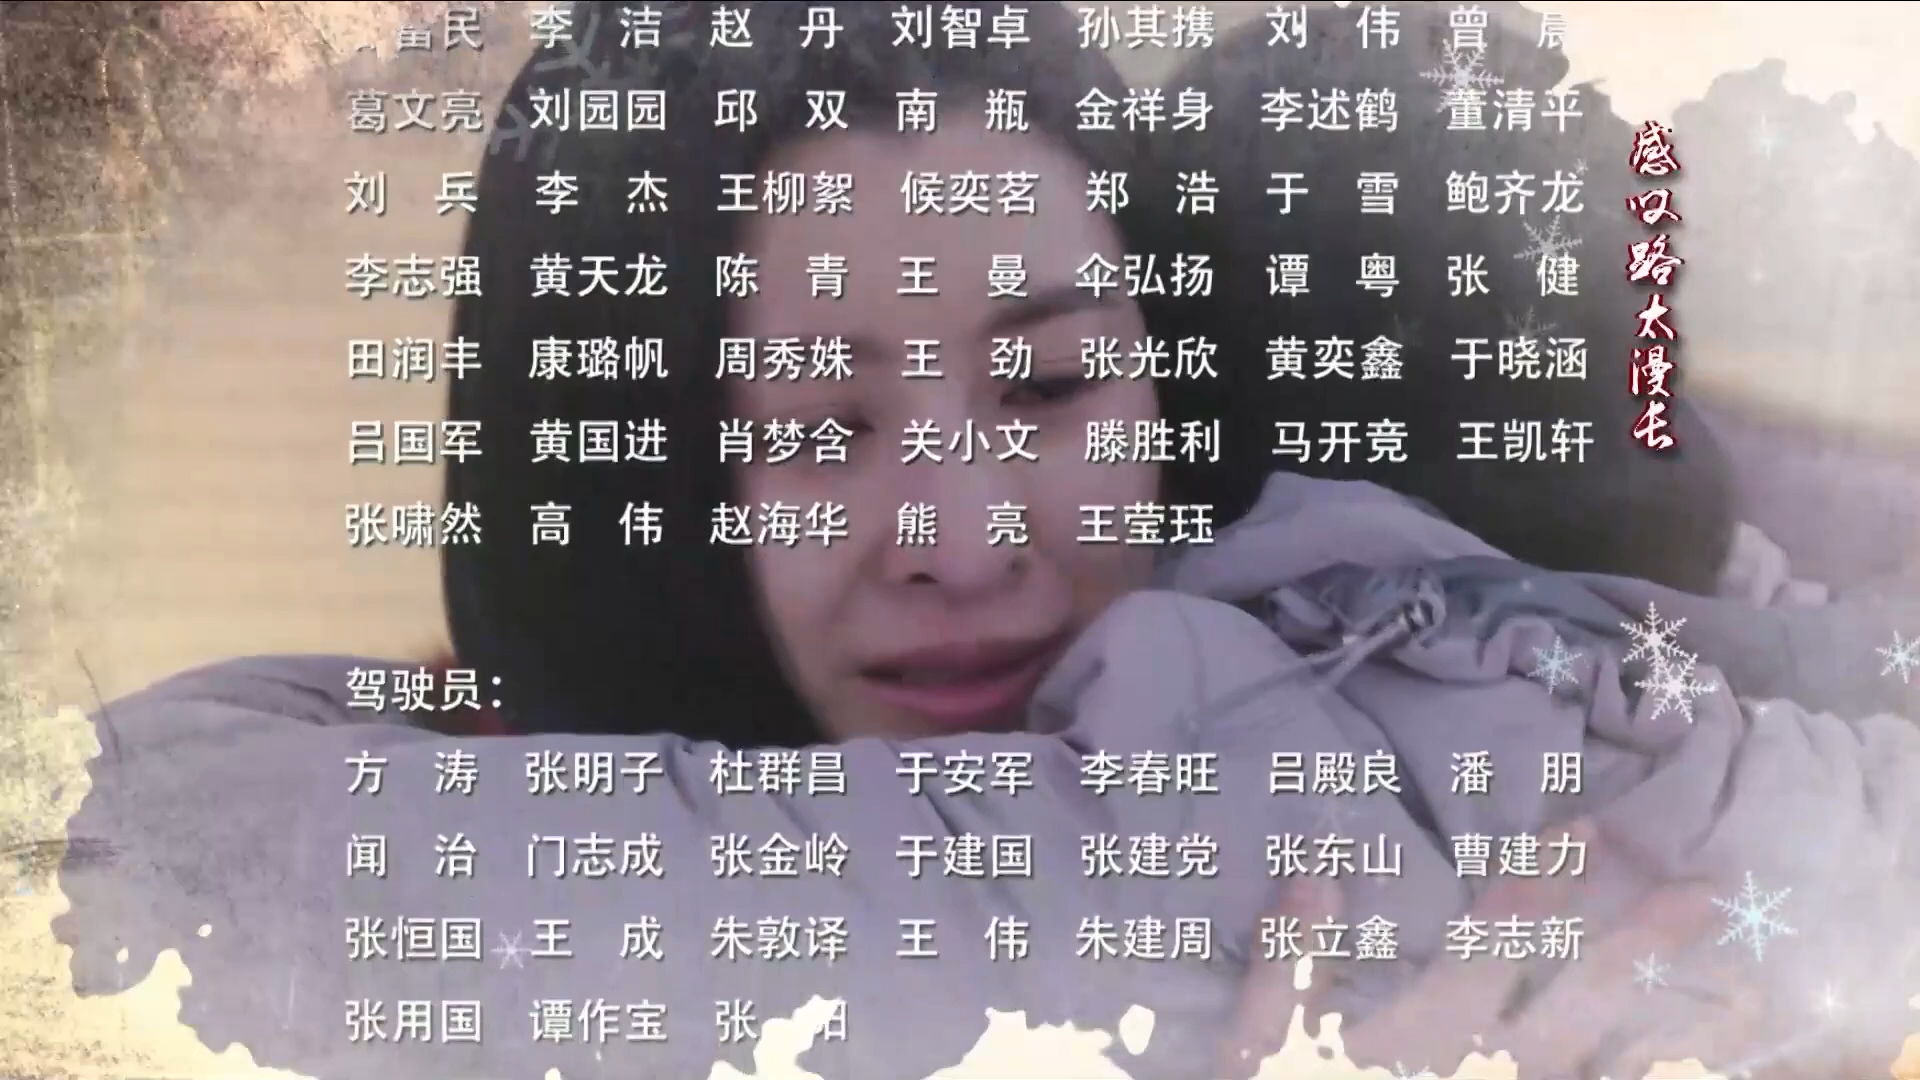 富民 李洁 赵丹 刘智卓 孙其携 刘伟 曾晨
葛文亮 刘园园 邱双 南瓶 金祥身 李述鹤 董清平
刘兵 李杰 王柳絮 候奕茗 郑浩 于雪 鲍齐龙
李志强 黄天龙 陈青 王曼 伞弘扬 谭粤 张健
田润丰 康璐帆 周秀姝 王劲 张光欣 黄奕鑫 于晓涵
吕国军 黄国进 肖梦含 关小文 滕胜利 马开竞 王凯轩
张啸然 高伟 赵海华 熊亮 王莹珏
驾驶员：
方涛 张明子 杜群昌 于安军 李春旺 吕殿良 潘朋
闻治 门志成 张金岭 于建国 张建党 张东山 曹建力
张恒国 王成 朱敦译 王伟 朱建周 张立鑫 李志新
张用国 谭作宝 张阳
感叹路太漫长